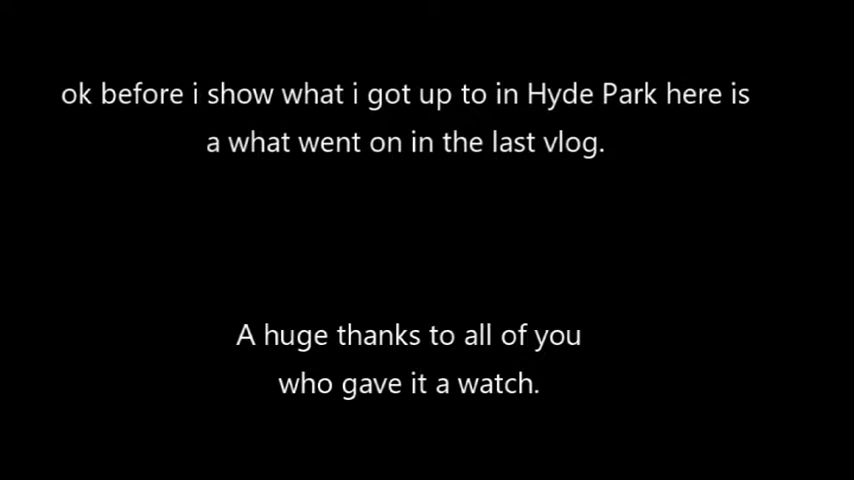 ok before i show what i got up to in Hyde Park here is
a what went on in the last vlog.
A huge thanks to all of you
who gave it a watch.